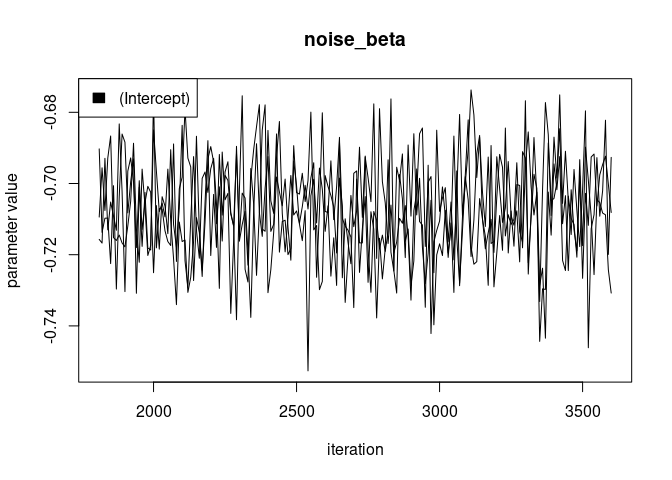 noise_beta
(Intercept)
parameter value
-0.68
-0.70
-0.72
-0.74
2000 2500 3000 3500
iteration